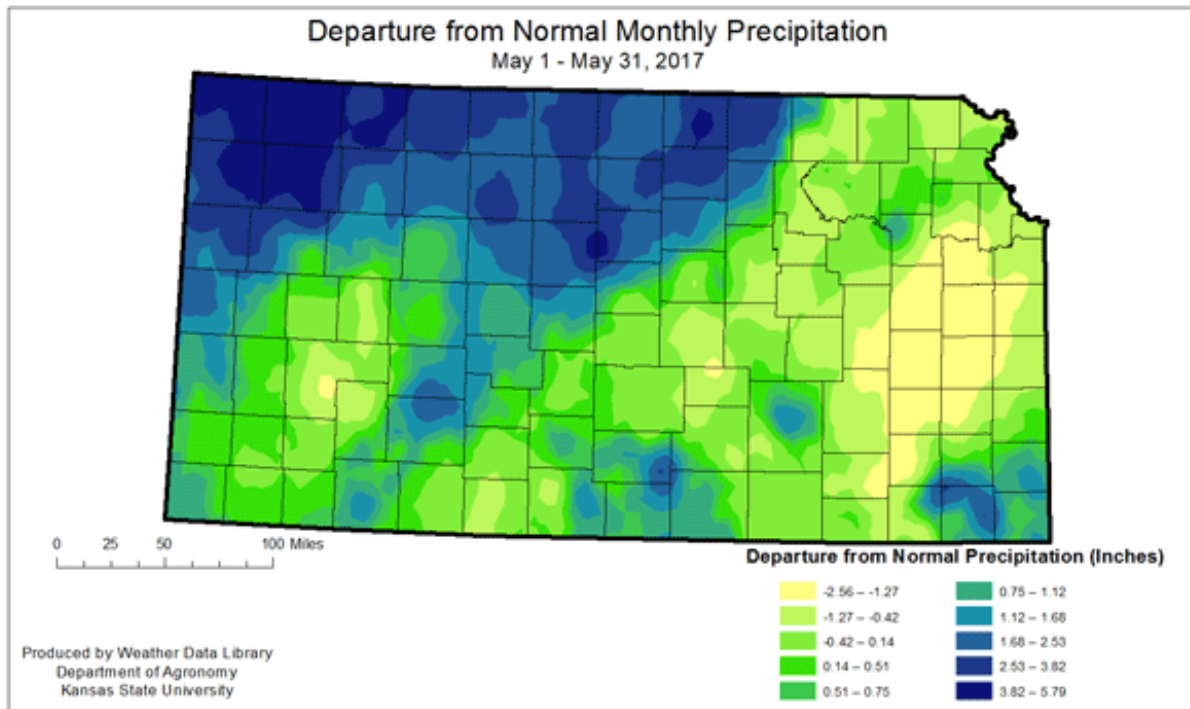 Departure from Normal Monthly Precipitation
May 1 - May 31, 2017
0 25 50 100 Miles
Departure from Normal Precipitation (Inches)
-2.56 – -1.27
-1.27 – -0.42
-0.42 – 0.14
0.14 – 0.51
0.51 – 0.75
0.75 – 1.12
1.12 – 1.68
1.68 – 2.53
2.53 – 3.82
3.82 – 5.79
Produced by Weather Data Library
Department of Agronomy
Kansas State University